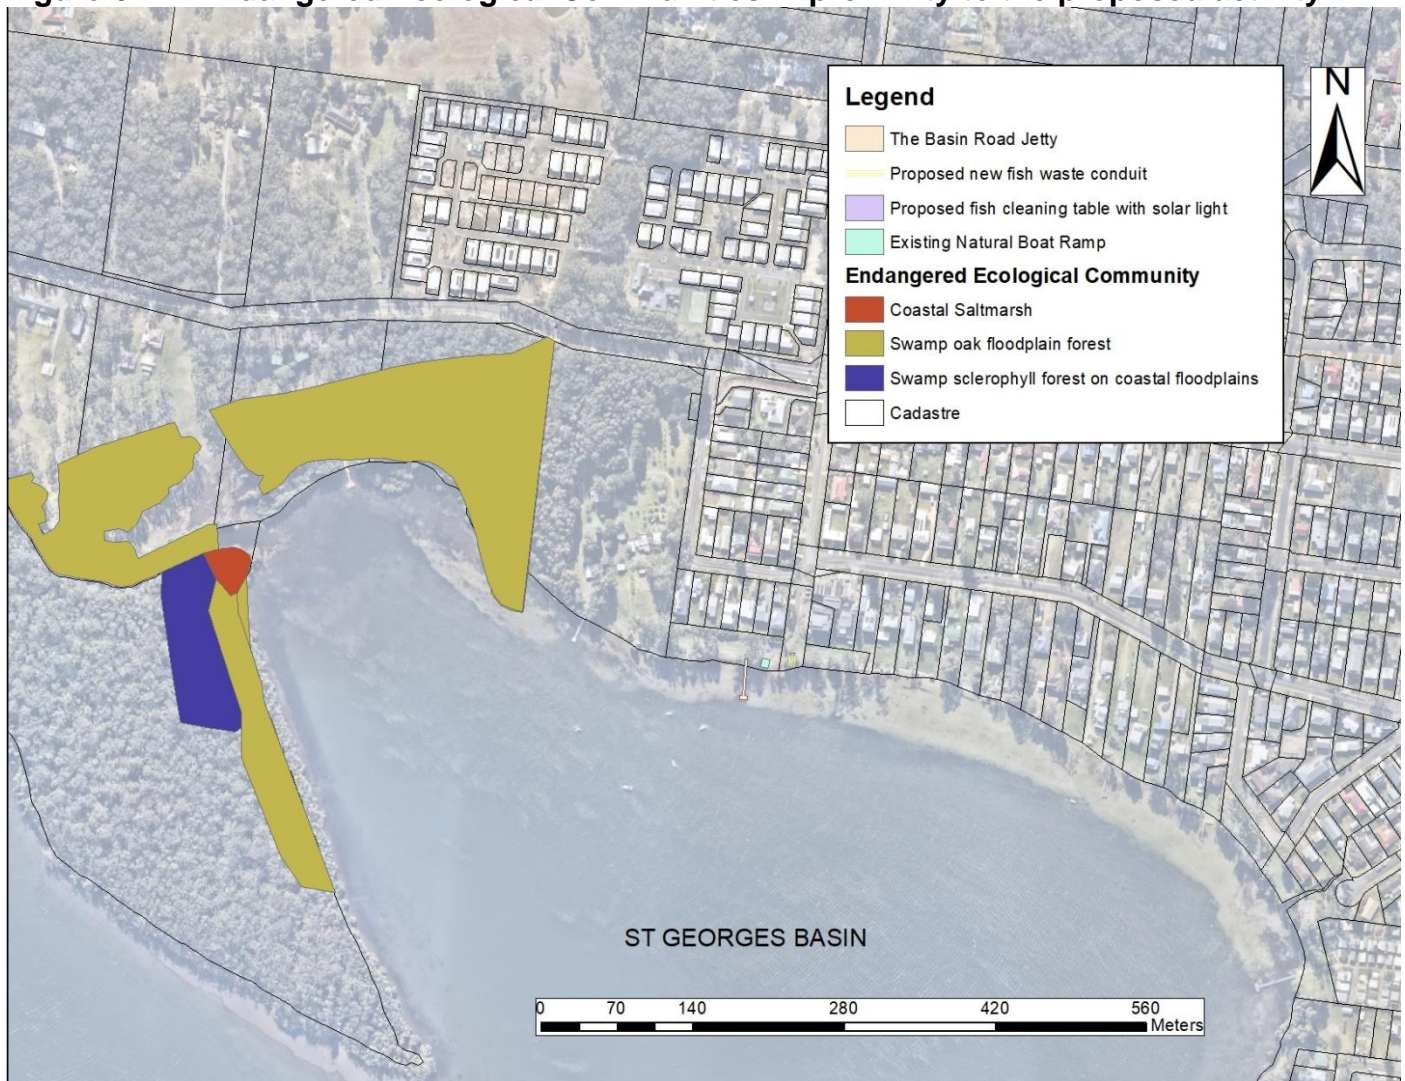 N
Legend
The Basin Road Jetty
Proposed new fish waste conduit
Proposed fish cleaning table with solar light
Existing Natural Boat Ramp
Endangered Ecological Community
Coastal Saltmarsh
Swamp oak floodplain forest
Swamp sclerophyll forest on coastal floodplains
Cadastre
ST GEORGES BASIN
0 70 140 280 420 560
Meters